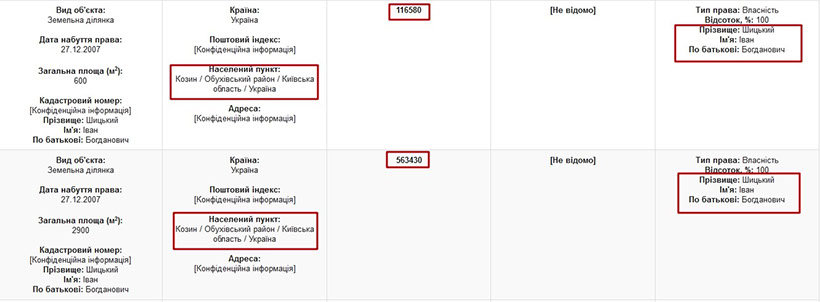 Вид об'єкта:
Земельна ділянка
Дата набуття права:
27.12.2007
Загальна площа (м²):
600
Кадастровий номер:
[Конфіденційна інформація]
Прізвище: Шицький
Ім'я: Іван
По батькові: Богданович
Країна:
Україна
Поштовий індекс:
[Конфіденційна інформація]
Населений пункт:
Козин / Обухівський район / Київська
область / Україна
Адреса:
[Конфіденційна інформація]
116580
[Не відомо]
Тип права: Власність
Відсоток, %: 100
Прізвище: Шицький
Ім'я: Іван
По батькові: Богданович
Вид об'єкта:
Земельна ділянка
Дата набуття права:
27.12.2007
Загальна площа (м²):
2900
Кадастровий номер:
[Конфіденційна інформація]
Прізвище: Шицький
Ім'я: Іван
По батькові: Богданович
Країна:
Україна
Поштовий індекс:
[Конфіденційна інформація]
Населений пункт:
Козин / Обухівський район / Київська
область / Україна
Адреса:
[Конфіденційна інформація]
563430
[Не відомо]
Тип права: Власність
Відсоток, %: 100
Прізвище: Шицький
Ім'я: Іван
По батькові: Богданович